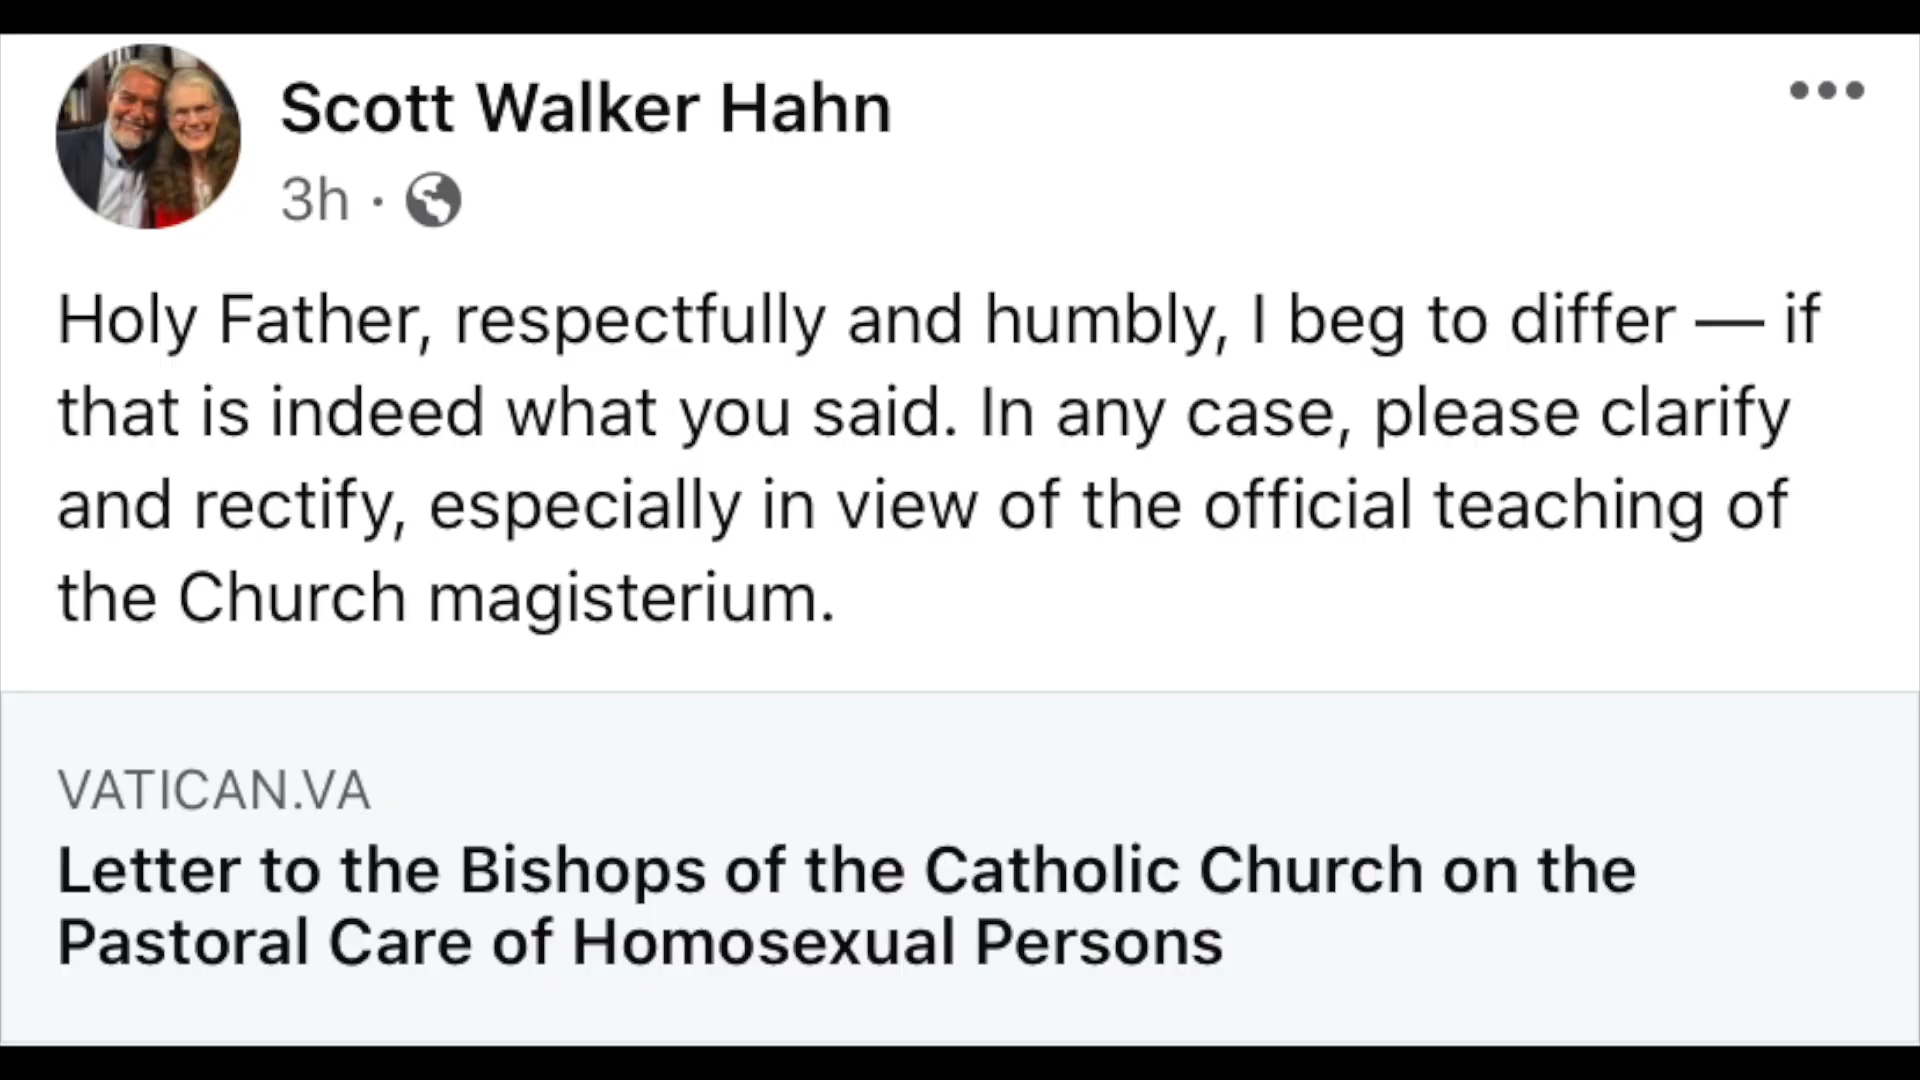 Scott Walker Hahn
3h ·
Holy Father, respectfully and humbly, I beg to differ — if
that is indeed what you said. In any case, please clarify
and rectify, especially in view of the official teaching of
the Church magisterium.
VATICAN.VA
Letter to the Bishops of the Catholic Church on the
Pastoral Care of Homosexual Persons